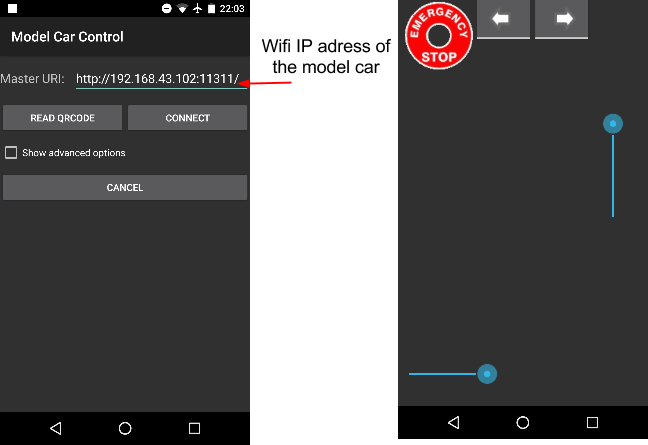 22:03
Model Car Control
Master URI: http://192.168.43.102:11311/
READ QRCODE CONNECT
Show advanced options
CANCEL
Wifi IP adress of
the model car
EMERGENCY
STOP